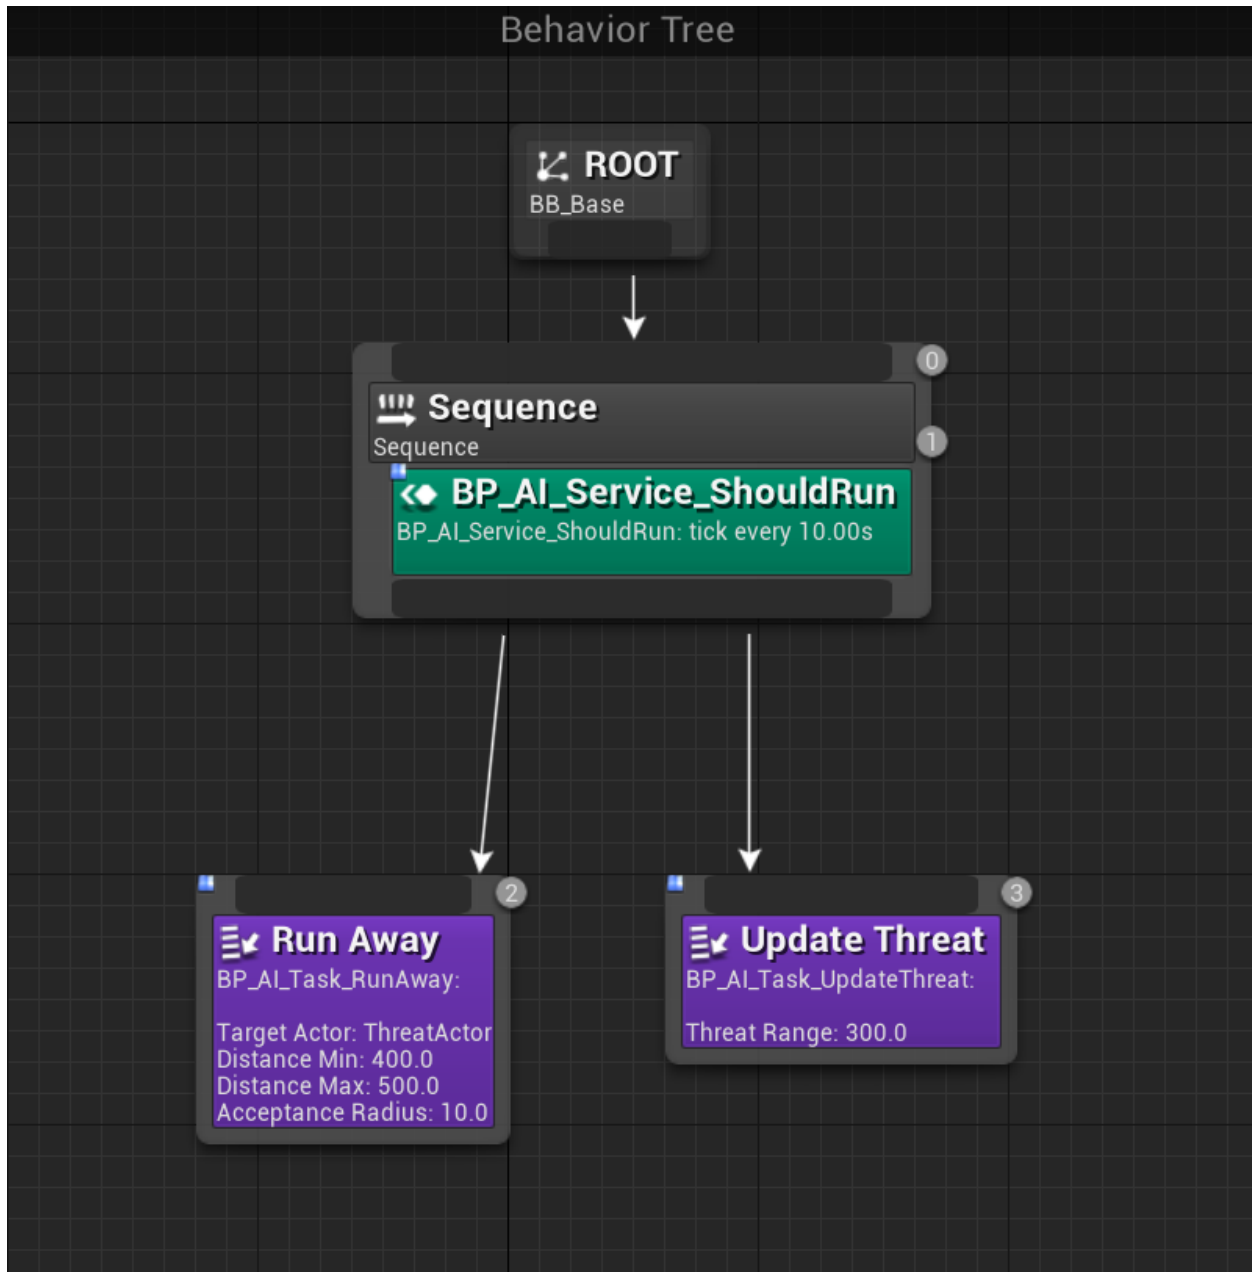 Behavior Tree
ROOT
BB_Base
0
Sequence
Sequence
1
BP_AI_Service_ShouldRun
BP_AI_Service_ShouldRun: tick every 10.00s
2
Run Away
BP_AI_Task_RunAway:
Target Actor: ThreatActor
Distance Min: 400.0
Distance Max: 500.0
Acceptance Radius: 10.0
3
Update Threat
BP_AI_Task_UpdateThreat:
Threat Range: 300.0